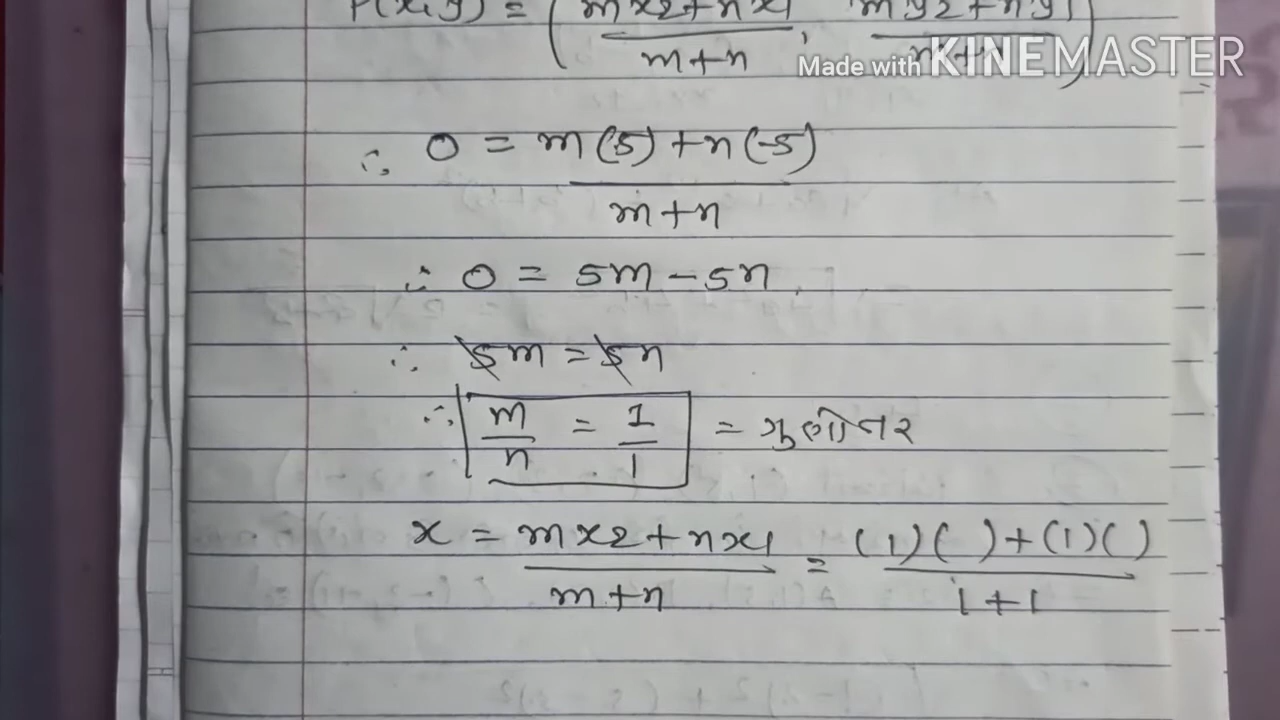 P(x, y) = (mx2+nx1 / m+n, my2+ny1 / m+n)
Made with KINEMASTER
∴ 0 = m(5)+n(-5) / m+n
∴ 0 = 5m-5n.
∴ 5m = 5n
∴ m/n = 1/1 = ગુણોતર
x = mx2+nx1 / m+n = (1)( )+(1)( ) / 1+1